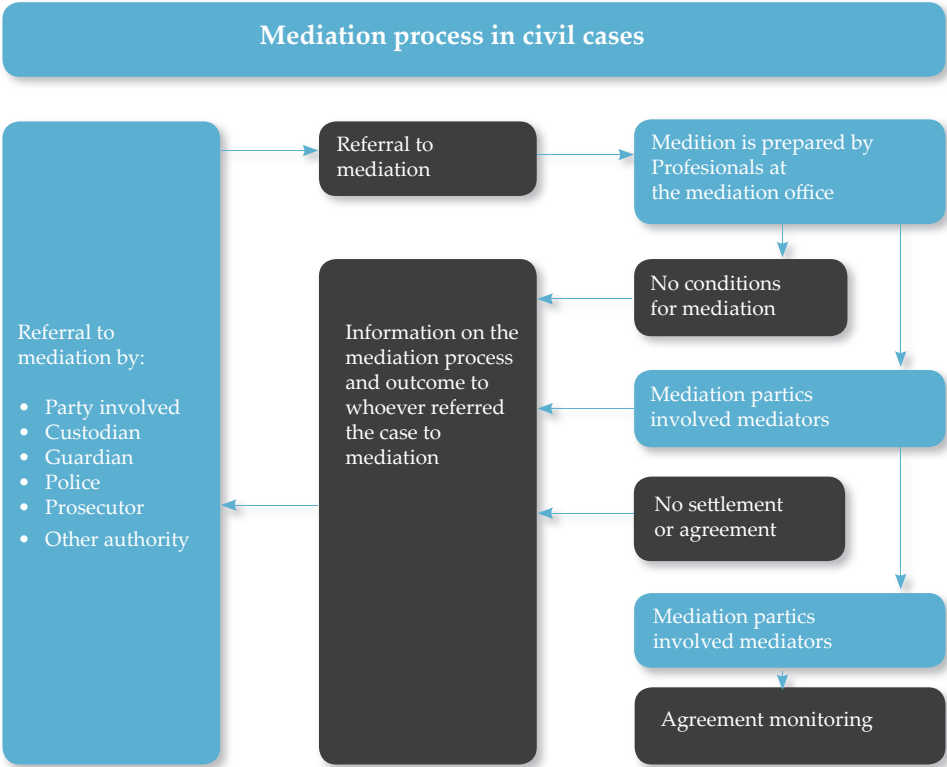 Mediation process in civil cases
Referral to
mediation by:
• Party involved
• Custodian
• Guardian
• Police
• Prosecutor
• Other authority
Referral to
mediation
Medition is prepared by
Profesionals at
the mediation office
No conditions
for mediation
Information on the
mediation process
and outcome to
whoever referred
the case to
mediation
Mediation partics
involved mediators
No settlement
or agreement
Mediation partics
involved mediators
Agreement monitoring